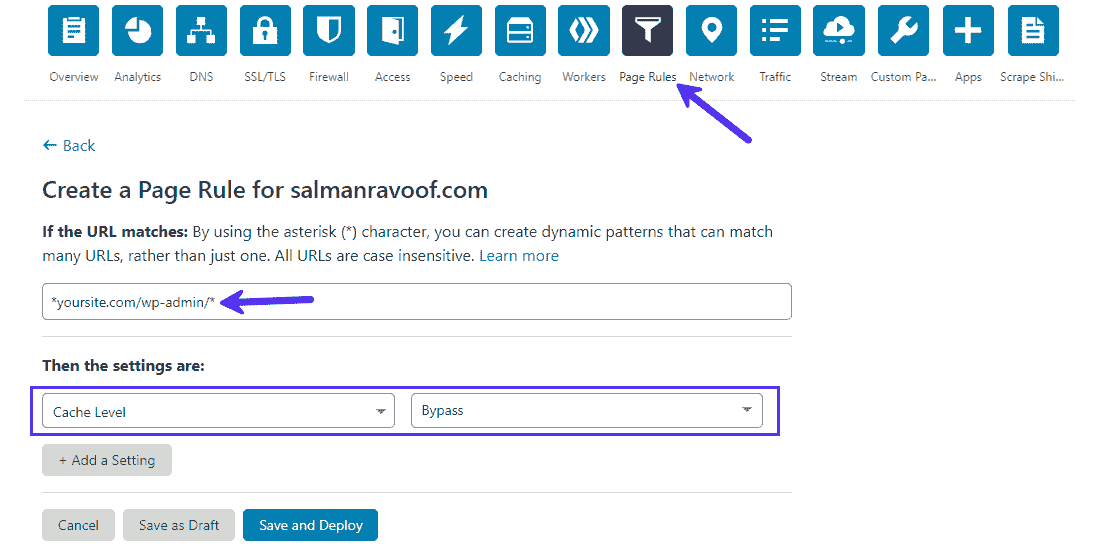 Overview Analytics DNS SSL/TLS Firewall Access Speed Caching Workers Page Rules Network Traffic Stream Custom Pa... Apps Scrape Shi...
← Back
Create a Page Rule for salmanravoof.com
If the URL matches: By using the asterisk (*) character, you can create dynamic patterns that can match
many URLs, rather than just one. All URLs are case insensitive. Learn more
*yoursite.com/wp-admin/*
Then the settings are:
Cache Level Bypass
+ Add a Setting
Cancel Save as Draft Save and Deploy